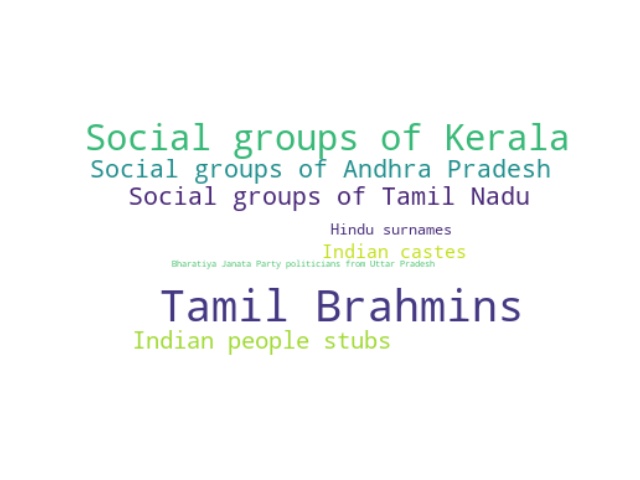 Social groups of Kerala
Social groups of Andhra Pradesh
Social groups of Tamil Nadu
Hindu surnames
Indian castes
Bharatiya Janata Party politicians from Uttar Pradesh
Tamil Brahmins
Indian people stubs